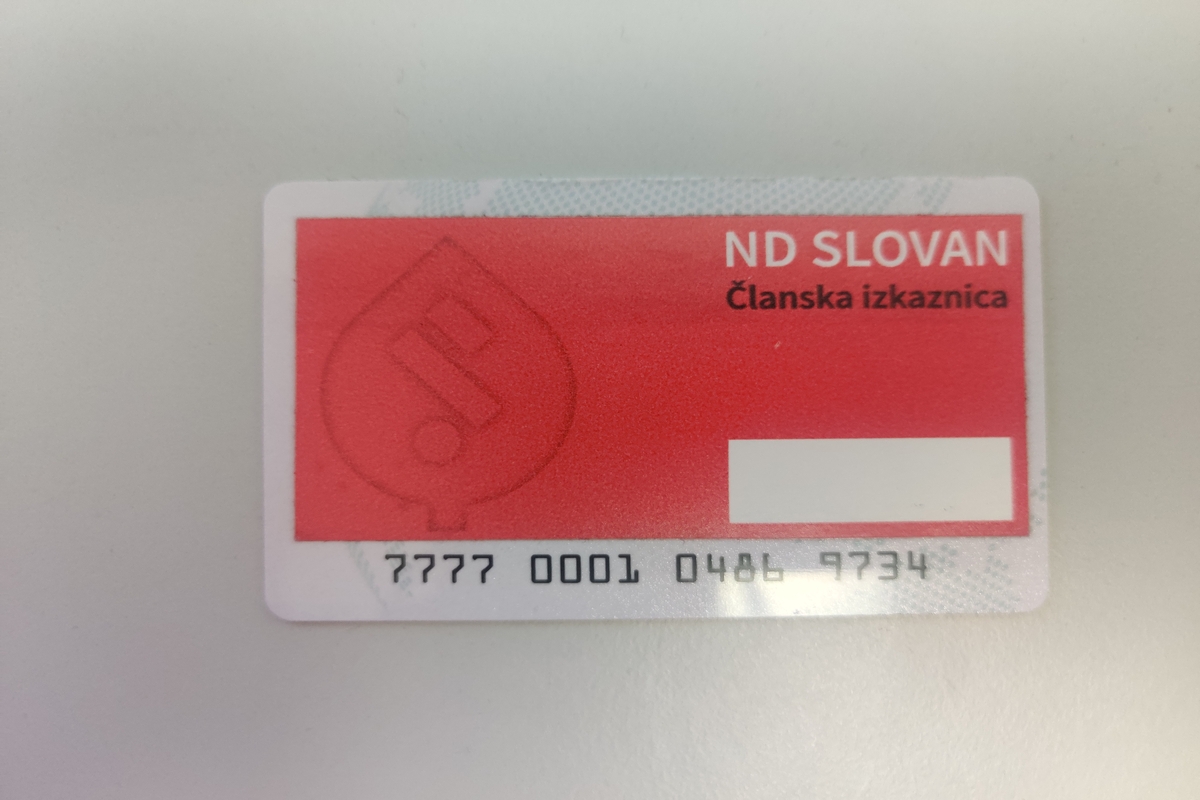 ND SLOVAN
Članska izkaznica
7777 0001 0486 9734